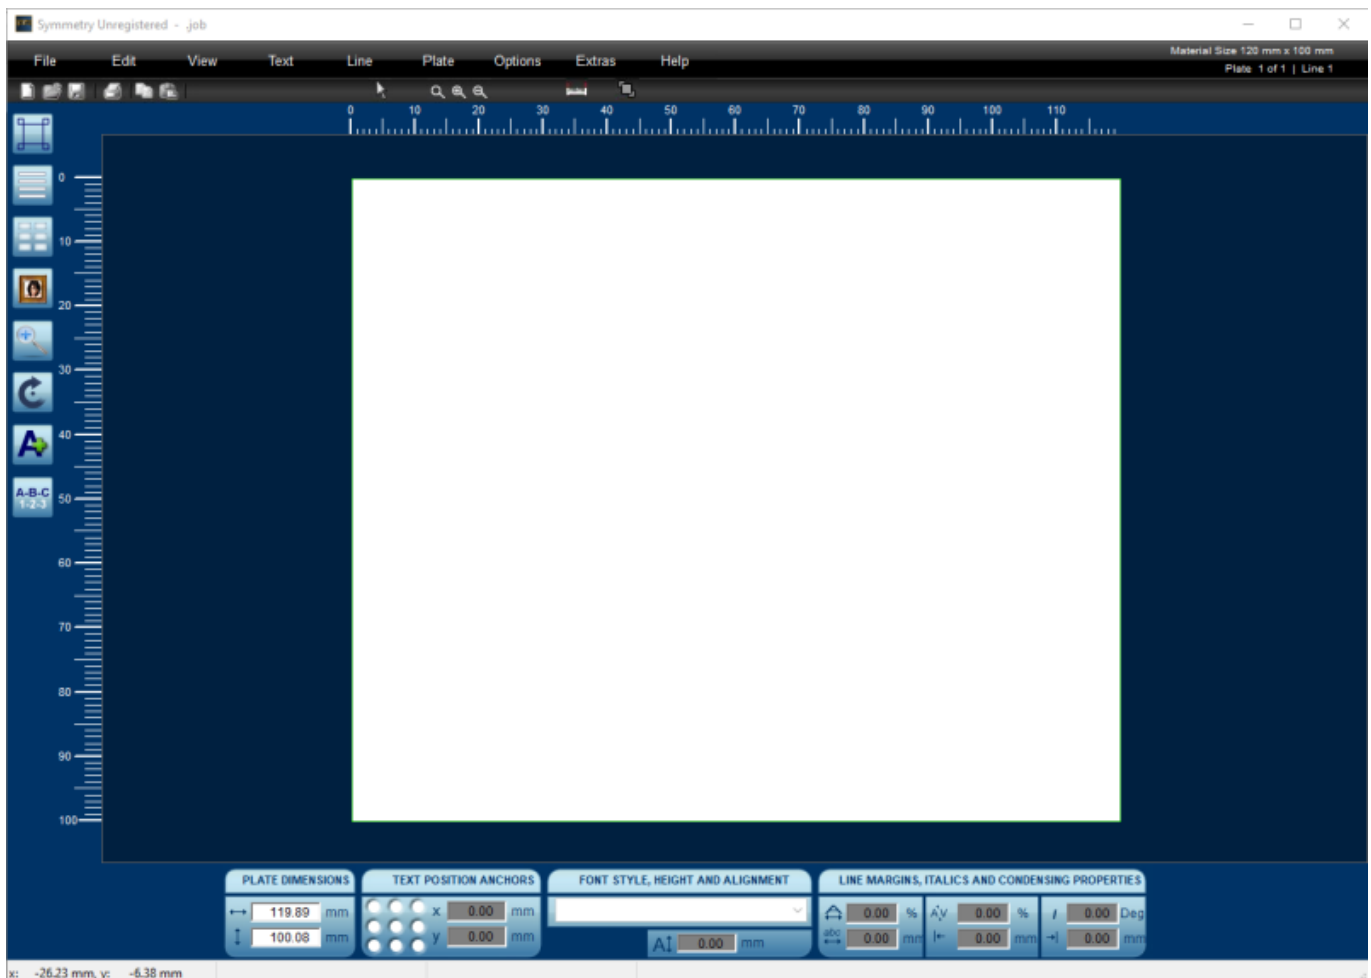 Symmetry Unregistered - .job
File Edit View Text Line Plate Options Extras Help
Material Size 120 mm x 100 mm
Plate 1 of 1 | Line 1
0 10 20 30 40 50 60 70 80 90 100 110
0
10
20
30
40
A-B-C
1-2-3
50
60
70
80
90
100
PLATE DIMENSIONS
119.89 mm
100.08 mm
TEXT POSITION ANCHORS
x 0.00 mm
y 0.00 mm
FONT STYLE, HEIGHT AND ALIGNMENT
A 0.00 mm
LINE MARGINS, ITALICS AND CONDENSING PROPERTIES
0.00 % AV 0.00 % I 0.00 Deg
abc 0.00 mm 0.00 mm 0.00 mm
x: -26.23 mm, y: -6.38 mm